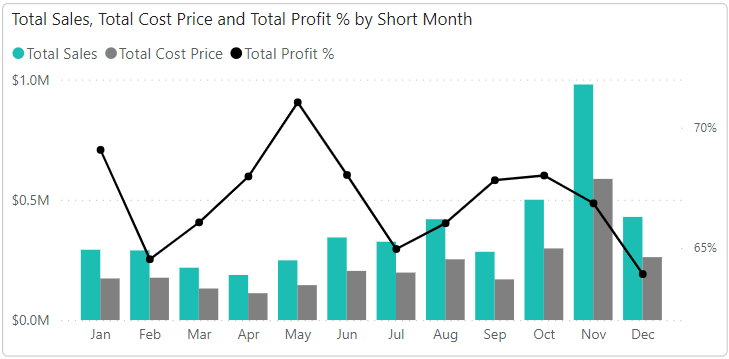 Total Sales, Total Cost Price and Total Profit % by Short Month
Total Sales Total Cost Price Total Profit %
$1.0M
70%
$0.5M
65%
$0.0M
Jan Feb Mar Apr May Jun Jul Aug Sep Oct Nov Dec